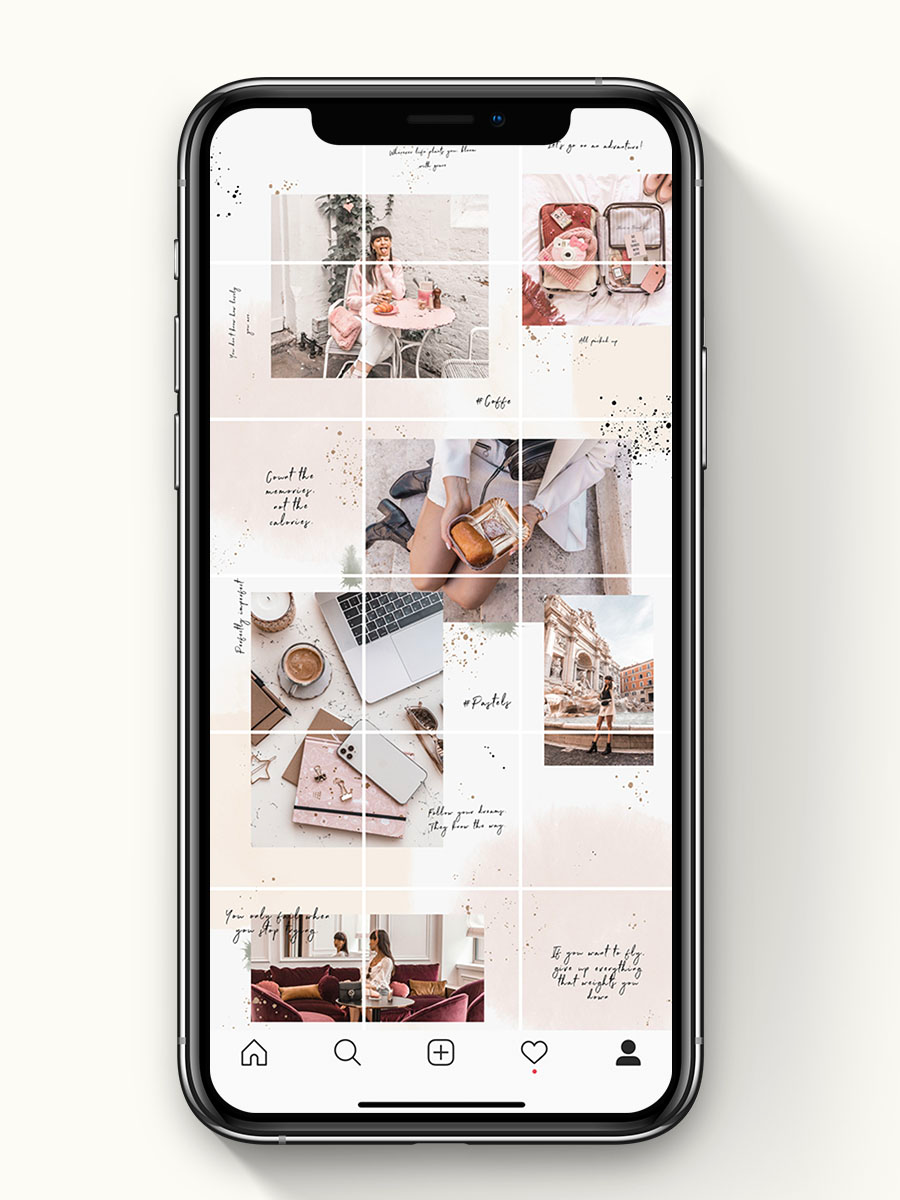 Wherever life plants you bloom
with grace
Let's go on an adventure!
You don't know how lovely
you are
All packed up
#Coffe
Count the
memories.
not the
calories.
Perfectly imperfect
#Pastels
Follow your dreams.
They know the way.
You only fail when
you stop trying.
If you want to fly,
give up everything
that weights you
down